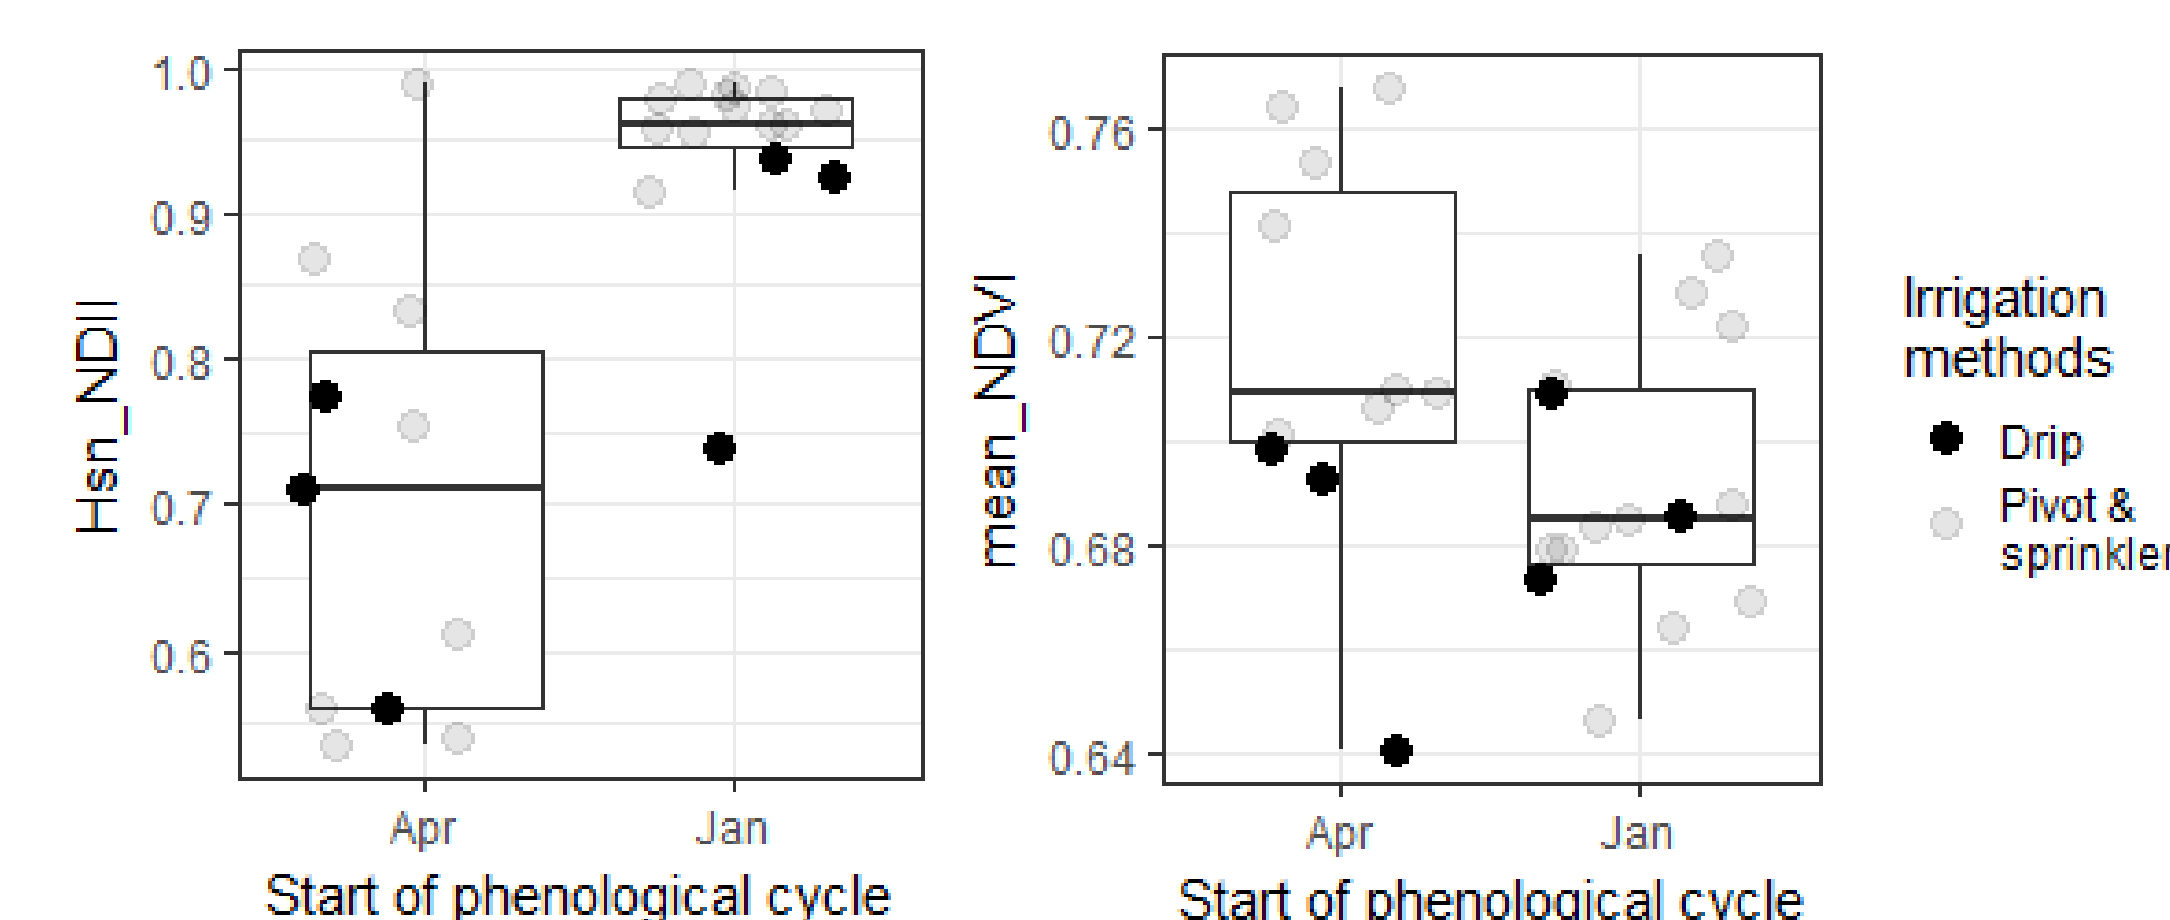 Hsn_NDII
1.0
0.9
0.8
0.7
0.6
Apr
Jan
Start of phenological cycle
mean_NDVI
0.76
0.72
0.68
0.64
Apr
Jan
Start of phenological cycle
Irrigation
methods
Drip
Pivot &
sprinkler